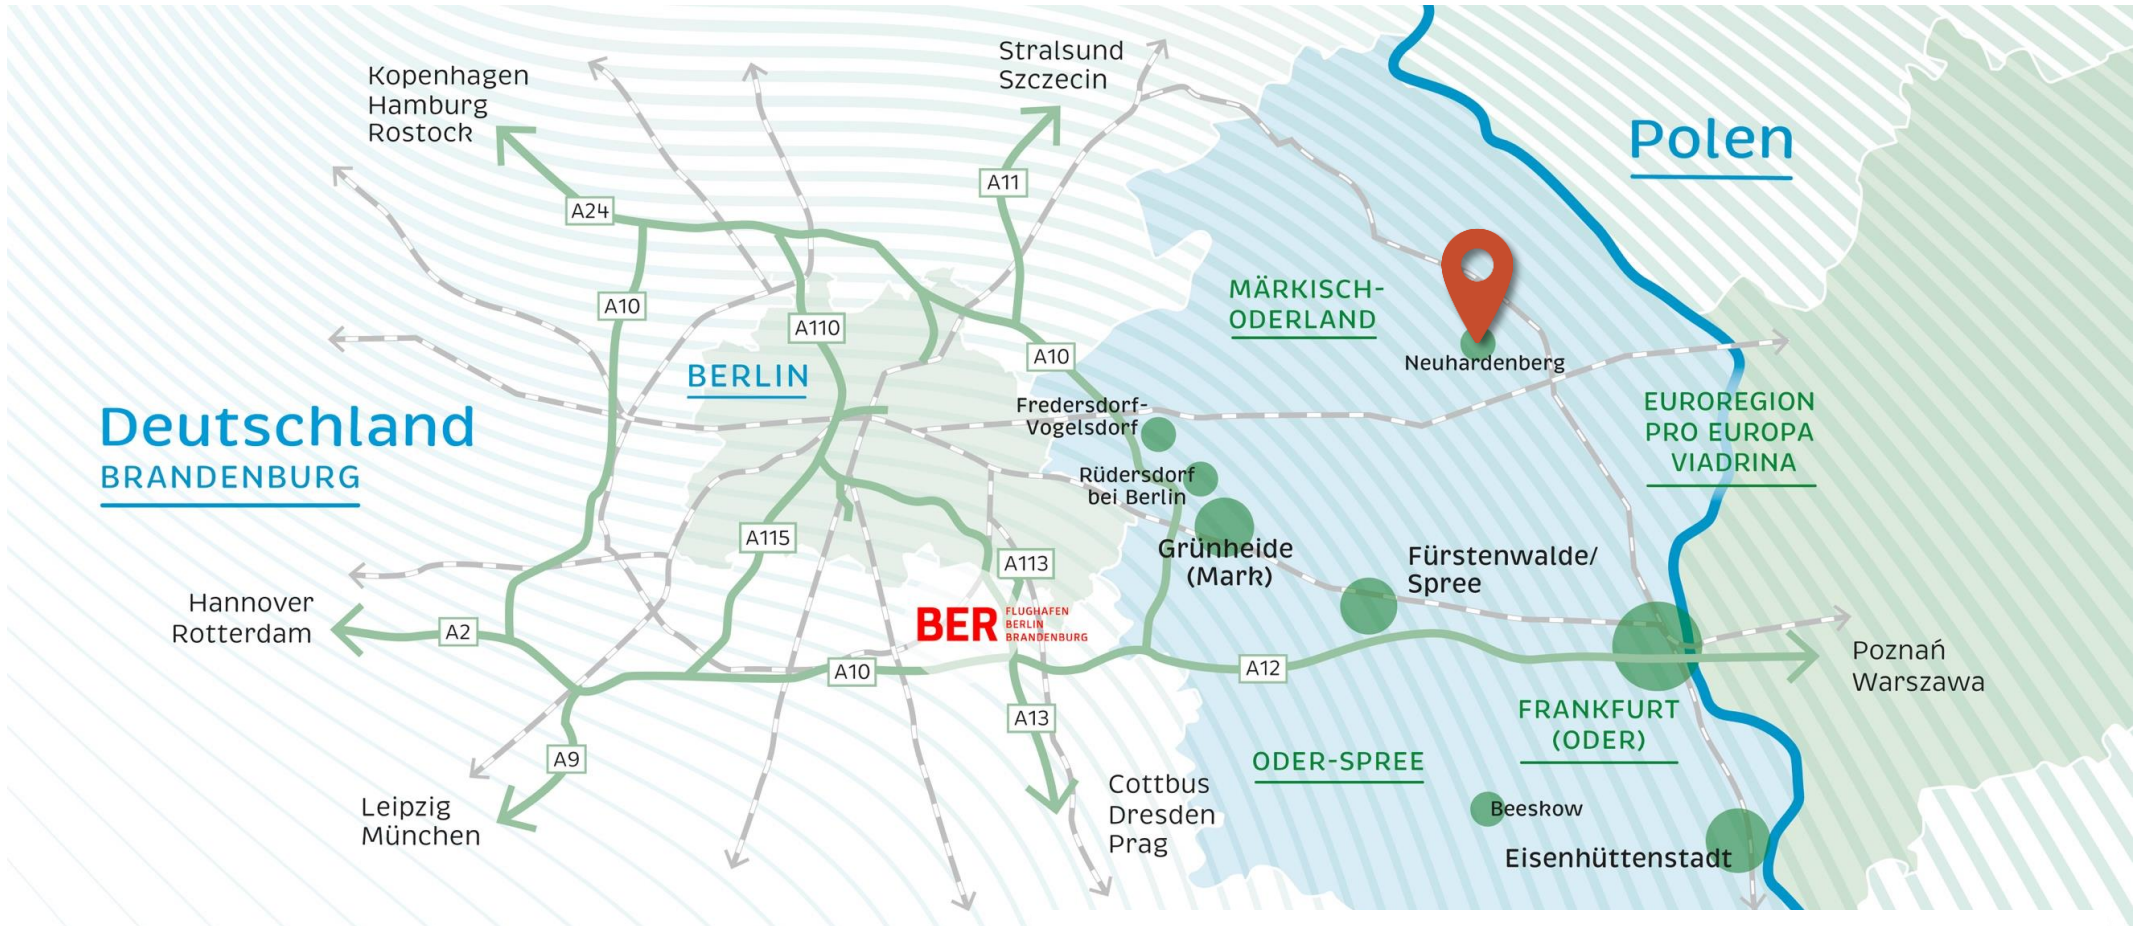 Kopenhagen
Hamburg
Rostock
Stralsund
Szczecin
A11
A24
Polen
A10
A110
MÄRKISCH-
ODERLAND
A10
Neuhardenberg
BERLIN
Deutschland
BRANDENBURG
Fredersdorf-
Vogelsdorf
EUROREGION
PRO EUROPA
VIADRINA
Rüdersdorf
bei Berlin
A115
Grünheide
(Mark)
Fürstenwalde/
Spree
A113
Hannover
Rotterdam
A2
BER
FLUGHAFEN
BERLIN
BRANDENBURG
A10
A12
Poznań
Warszawa
A13
FRANKFURT
(ODER)
A9
ODER-SPREE
Leipzig
München
Cottbus
Dresden
Prag
Beeskow
Eisenhüttenstadt